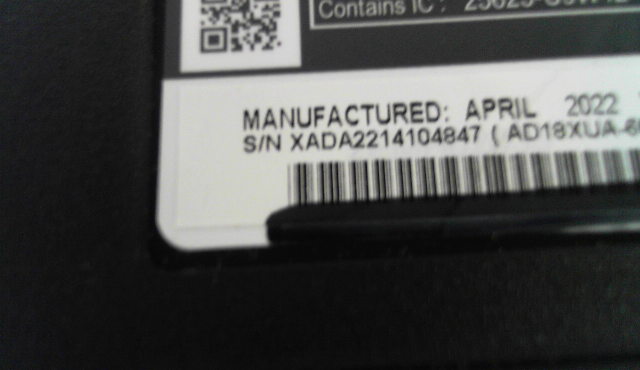 Contains IC :
MANUFACTURED: APRIL 2022
S/N XADA2214104847 ( AD18XUA-